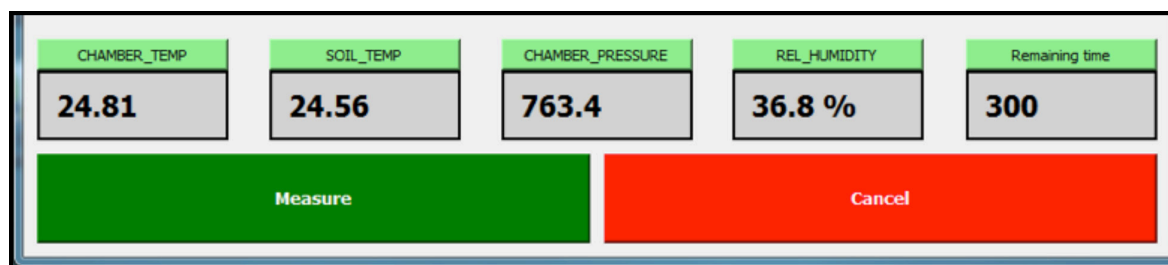 CHAMBER_TEMP SOIL_TEMP CHAMBER_PRESSURE REL_HUMIDITY Remaining time
24.81 24.56 763.4 36.8 % 300
Measure Cancel